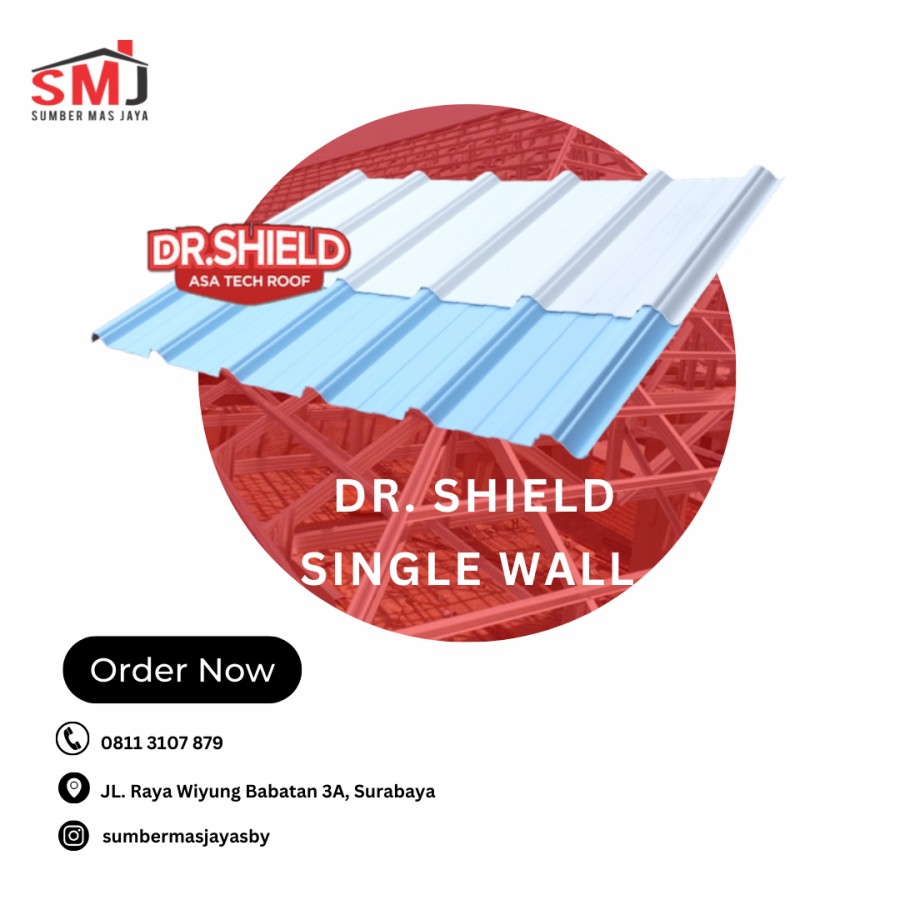 SMJ
SUMBER MAS JAYA
DR.SHIELD
ASA TECH ROOF
DR. SHIELD
SINGLE WALL
Order Now
0811 3107 879
JL. Raya Wiyung Babatan 3A, Surabaya
sumbermasjayasby